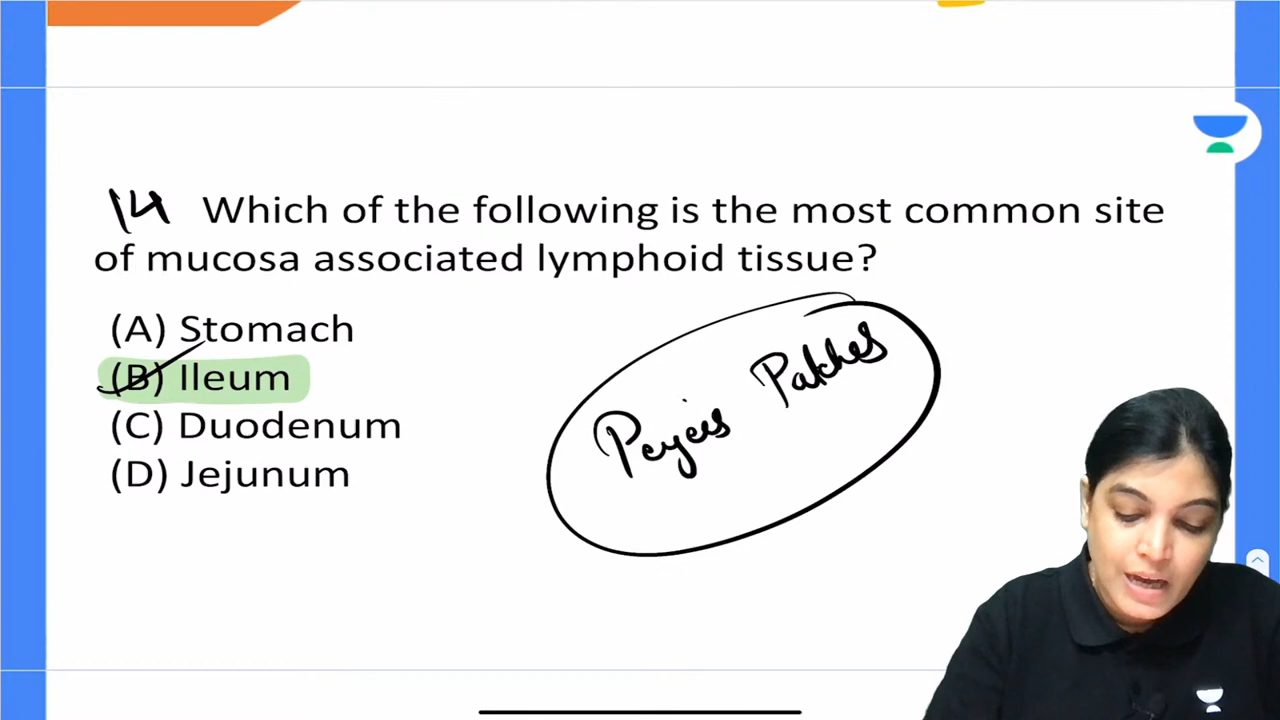 14 Which of the following is the most common site
of mucosa associated lymphoid tissue?
(A) Stomach
(B) Ileum
(C) Duodenum
(D) Jejunum
Peyers Patches